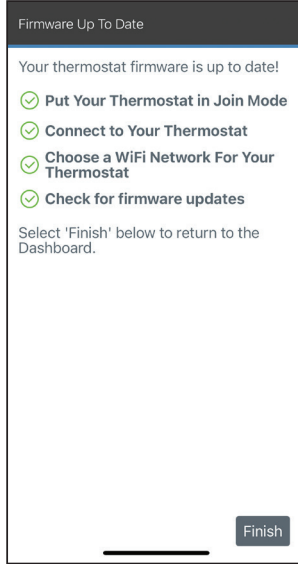 Firmware Up To Date
Your thermostat firmware is up to date!
Put Your Thermostat in Join Mode
Connect to Your Thermostat
Choose a WiFi Network For Your
Thermostat
Check for firmware updates
Select 'Finish' below to return to the
Dashboard.
Finish